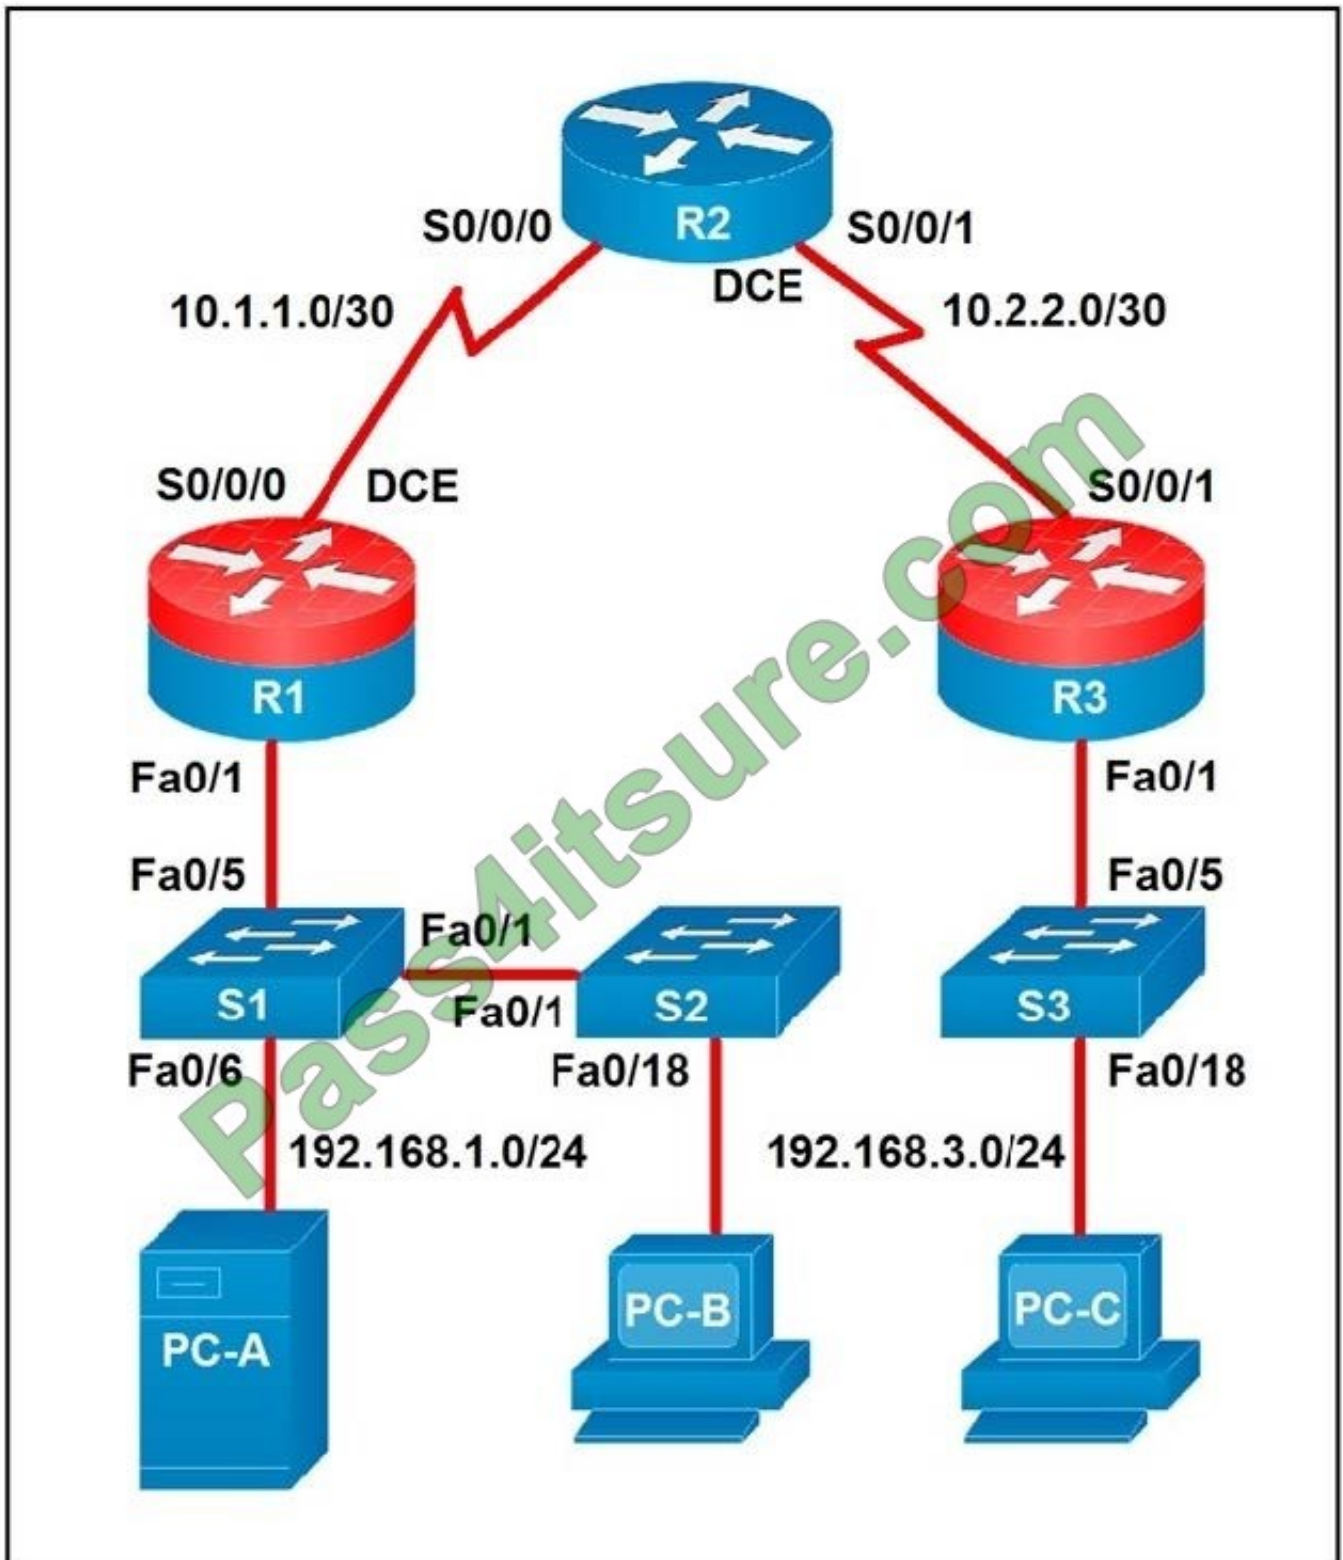 R2
S0/0/0
S0/0/1
DCE
10.1.1.0/30
10.2.2.0/30
S0/0/0
DCE
S0/0/1
R1
R3
Fa0/1
Fa0/1
Fa0/5
Fa0/5
Fa0/1
S1
Fa0/1
S2
S3
Fa0/6
Fa0/18
Fa0/18
192.168.1.0/24
192.168.3.0/24
PC-A
PC-B
PC-C
Pass4itsure.com